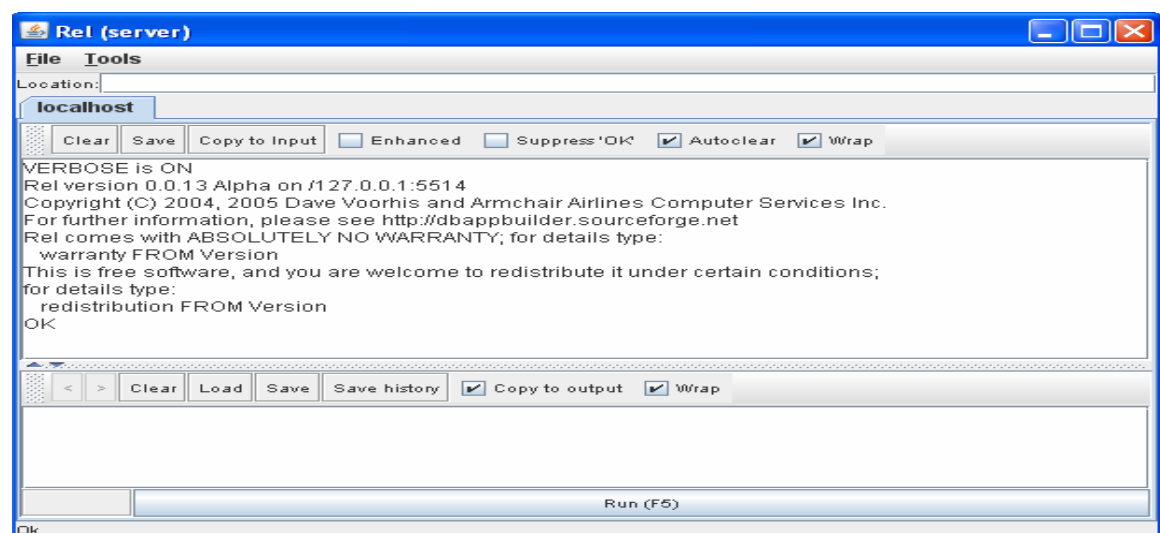 Rel (server)
File Tools
Location:
localhost
Clear Save Copy to Input Enhanced Suppress 'OK' Autoclear Wrap
VERBOSE is ON
Rel version 0.0.13 Alpha on /127.0.0.1:5514
Copyright (C) 2004, 2005 Dave Voorhis and Armchair Airlines Computer Services Inc.
For further information, please see http://dbappbuilder.sourceforge.net
Rel comes with ABSOLUTELY NO WARRANTY; for details type:
warranty FROM Version
This is free software, and you are welcome to redistribute it under certain conditions;
for details type:
redistribution FROM Version
OK
< > Clear Load Save Save history Copy to output Wrap
Run (F5)
Ok